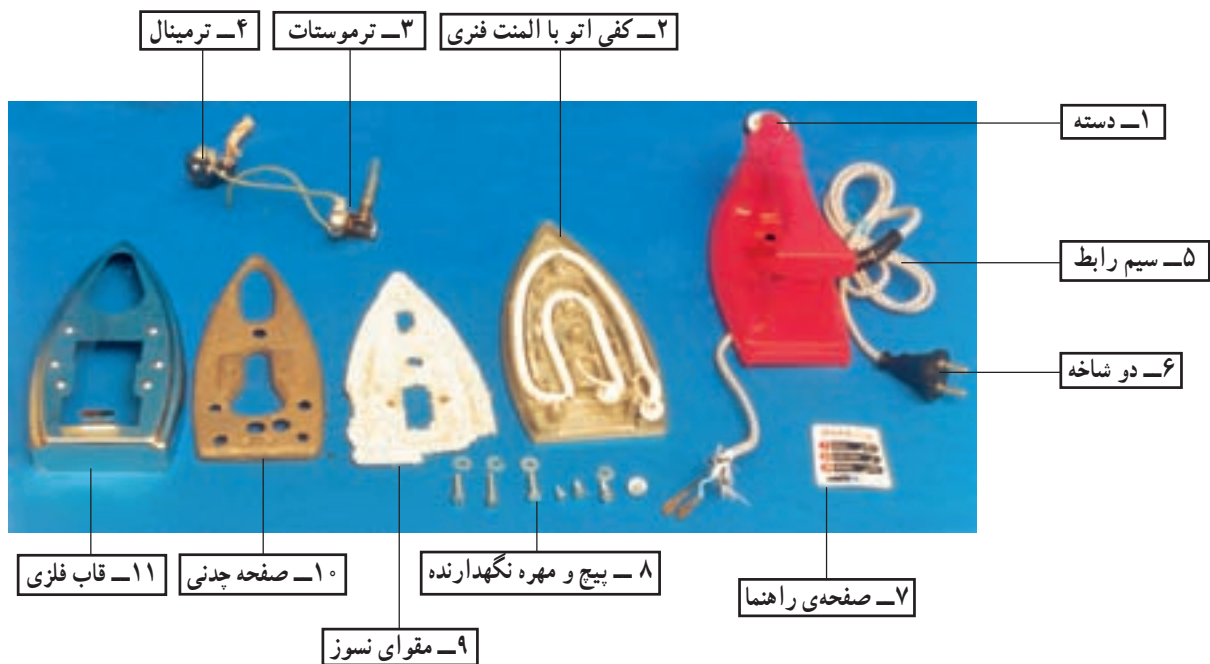 ۱ــ دسته
۲ــ کفی اتو با المنت فنری
۳ــ ترموستات
۴ــ ترمینال
۵ــ سیم رابط
۶ــ دو شاخه
۷ــ صفحه‌ی راهنما
۸ ــ پیچ و مهره نگهدارنده
۹ــ مقوای نسوز
۱۰ــ صفحه چدنی
۱۱ــ قاب فلزی